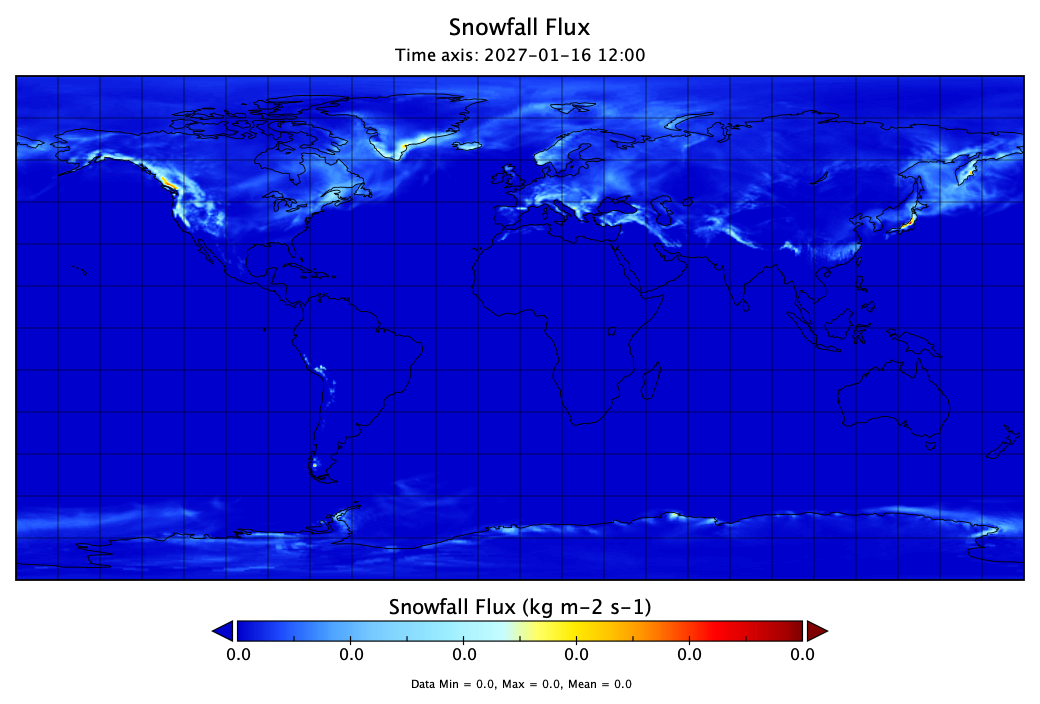 Snowfall Flux
Time axis: 2027-01-16 12:00
Snowfall Flux (kg m-2 s-1)
0.0 0.0 0.0 0.0 0.0 0.0
Data Min = 0.0, Max = 0.0, Mean = 0.0